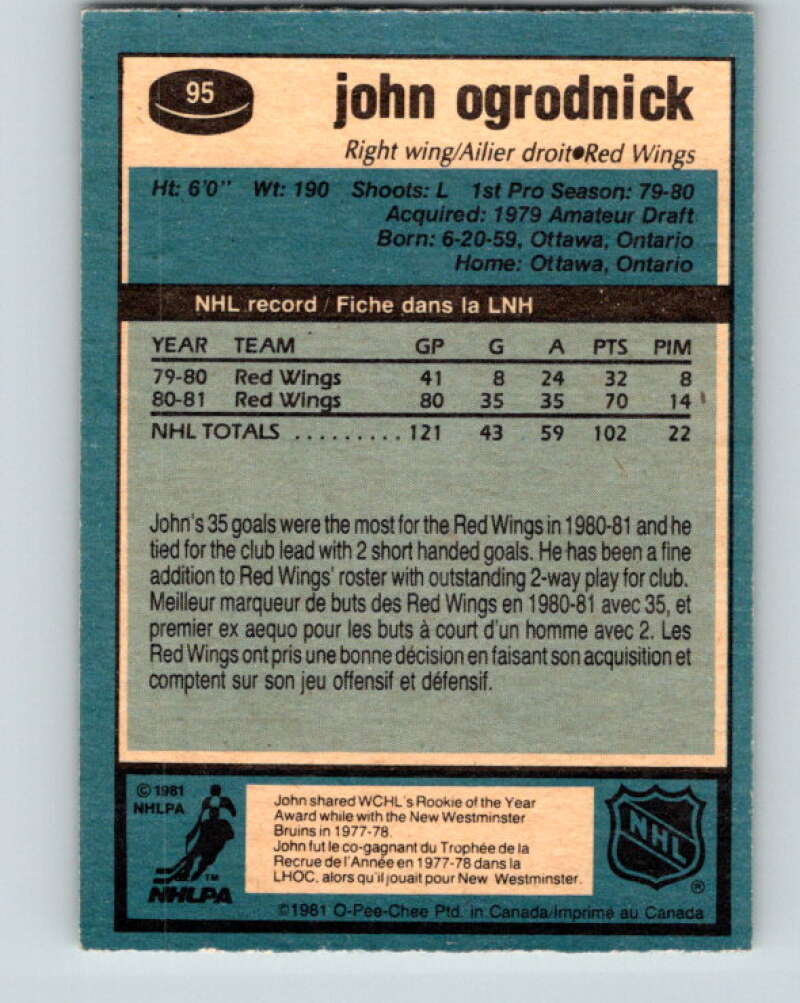 95
john ogrodnick
Right wing/Ailier droit●Red Wings
Ht: 6'0" Wt: 190 Shoots: L 1st Pro Season: 79-80
Acquired: 1979 Amateur Draft
Born: 6-20-59, Ottawa, Ontario
Home: Ottawa, Ontario
NHL record / Fiche dans la LNH
YEAR TEAM GP G A PTS PIM
79-80 Red Wings 41 8 24 32 8
80-81 Red Wings 80 35 35 70 14
NHL TOTALS ......... 121 43 59 102 22
John's 35 goals were the most for the Red Wings in 1980-81 and he
tied for the club lead with 2 short handed goals. He has been a fine
addition to Red Wings' roster with outstanding 2-way play for club.
Meilleur marqueur de buts des Red Wings en 1980-81 avec 35, et
premier ex aequo pour les buts à court d'un homme avec 2. Les
Red Wings ont pris une bonne décision en faisant son acquisition et
comptent sur son jeu offensif et défensif.
© 1981
NHLPA
TM
NHLPA
John shared WCHL's Rookie of the Year
Award while with the New Westminster
Bruins in 1977-78.
John fut le co-gagnant du Trophée de la
Recrue de l'Année en 1977-78 dans la
LHOC, alors qu'il jouait pour New Westminster.
NHL
®
©1981 O-Pee-Chee Ptd. in Canada/Imprimé au Canada